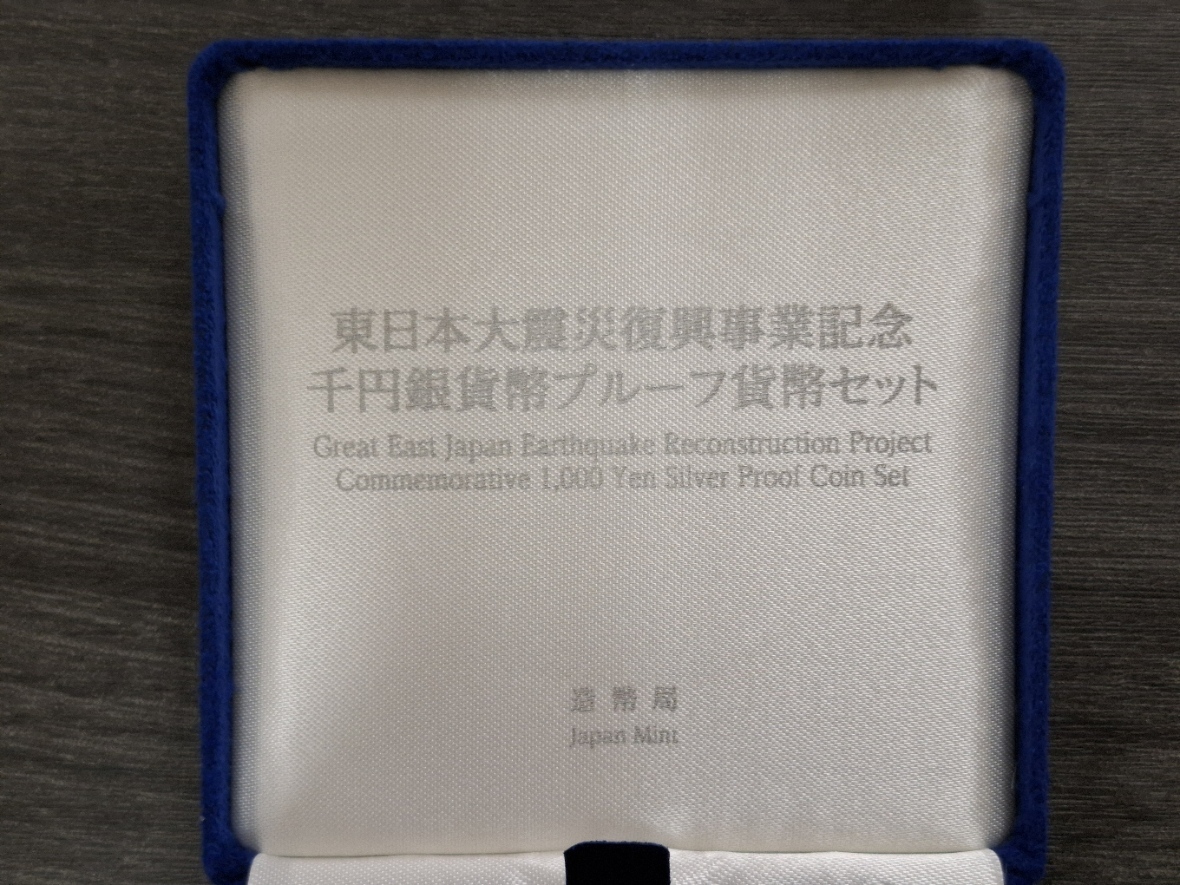 東日本大震災復興事業記念
千円銀貨幣プルーフ貨幣セット
Great East Japan Earthquake Reconstruction Project
Commemorative 1,000 Yen Silver Proof Coin Set
造幣局
Japan Mint